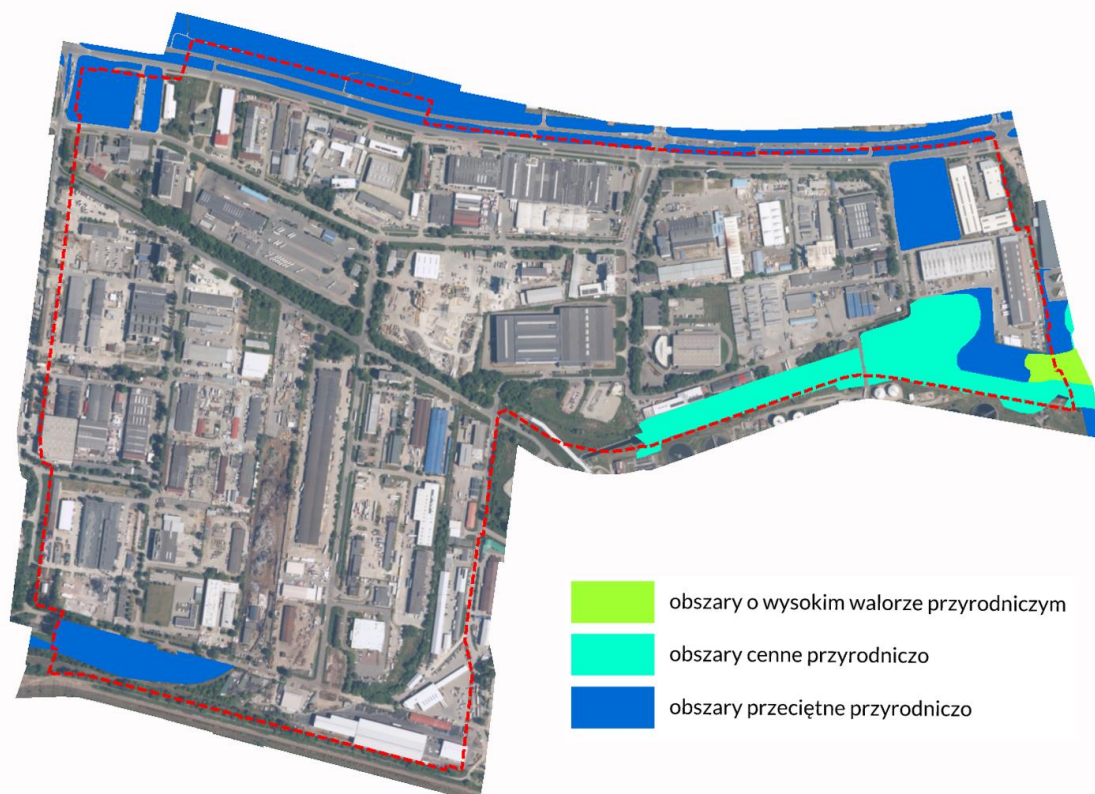 obszary o wysokim walorze przyrodniczym
obszary cenne przyrodniczo
obszary przeciętne przyrodniczo